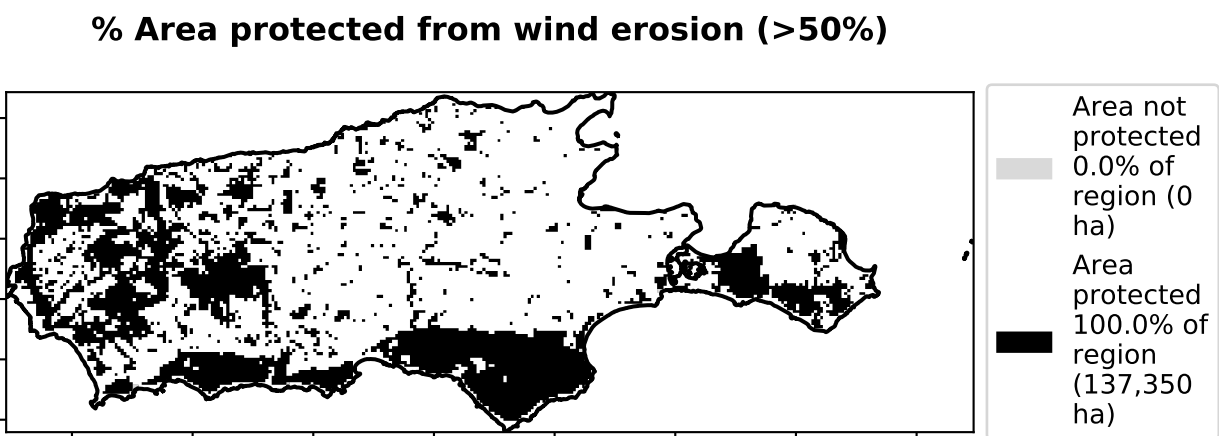 % Area protected from wind erosion (>50%)
Area not
protected
0.0% of
region (0
ha)
Area
protected
100.0% of
region
(137,350
ha)